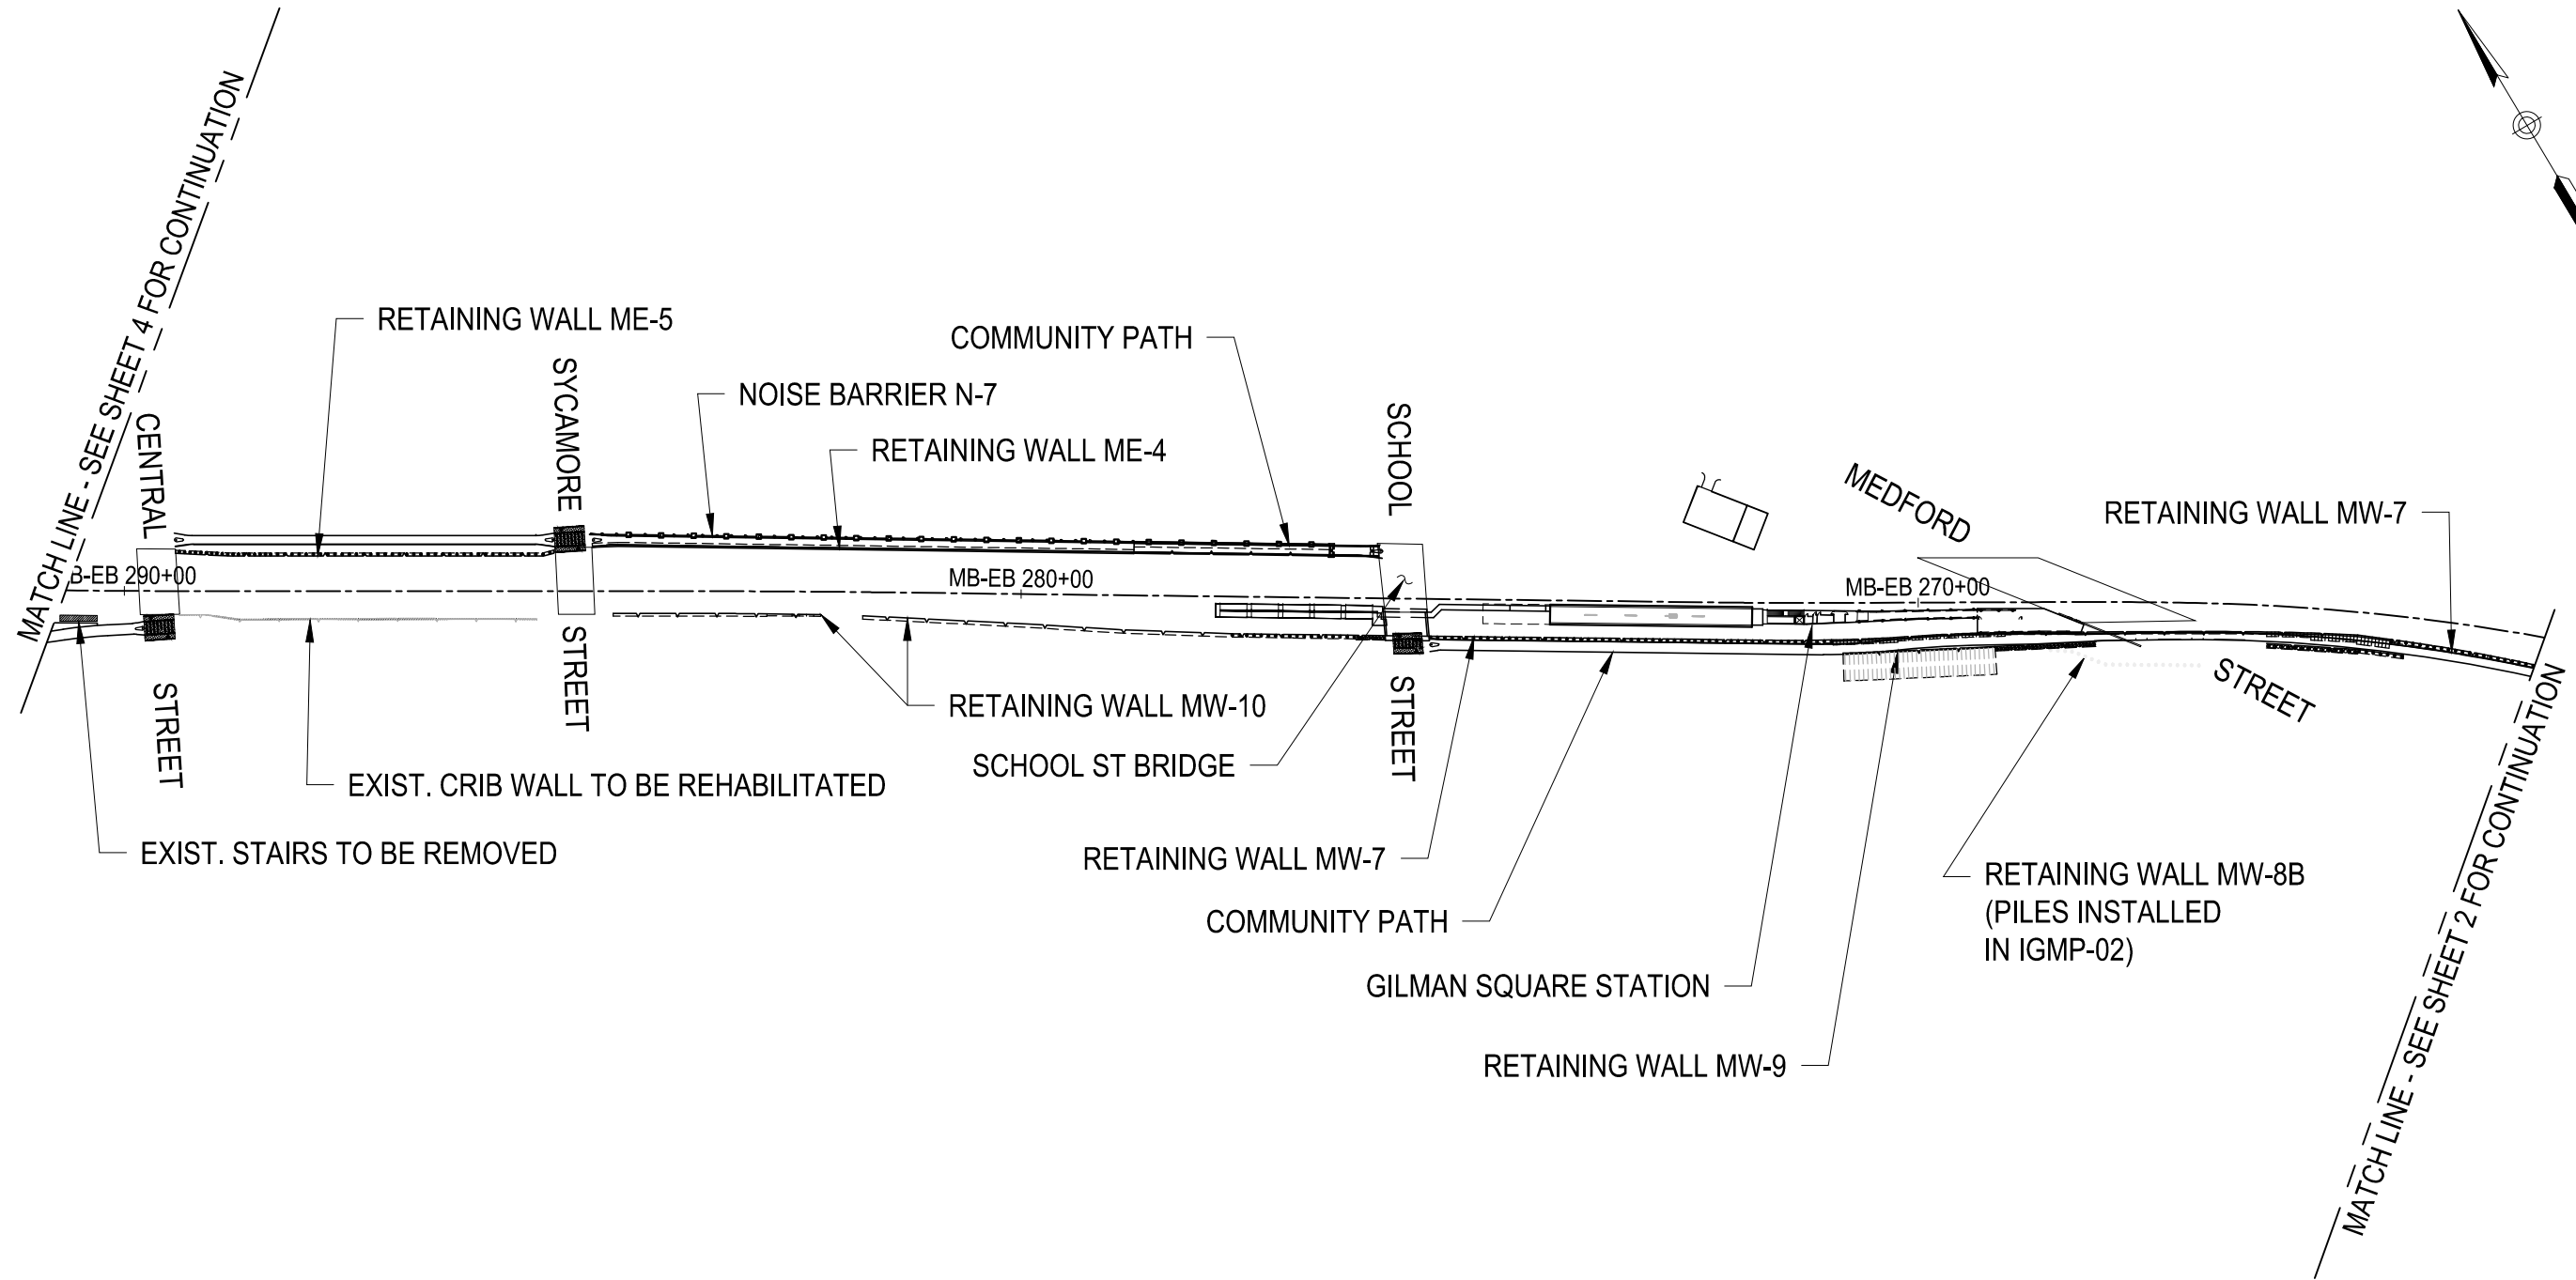 MATCH LINE - SEE SHEET 4 FOR CONTINUATION
RETAINING WALL ME-5
COMMUNITY PATH
NOISE BARRIER N-7
RETAINING WALL ME-4
CENTRAL
STREET
SYCAMORE
STREET
SCHOOL
STREET
MEDFORD
STREET
RETAINING WALL MW-7
B-EB 290+00
MB-EB 280+00
MB-EB 270+00
RETAINING WALL MW-10
SCHOOL ST BRIDGE
EXIST. CRIB WALL TO BE REHABILITATED
EXIST. STAIRS TO BE REMOVED
RETAINING WALL MW-7
COMMUNITY PATH
GILMAN SQUARE STATION
RETAINING WALL MW-9
RETAINING WALL MW-8B
(PILES INSTALLED
IN IGMP-02)
MATCH LINE - SEE SHEET 2 FOR CONTINUATION